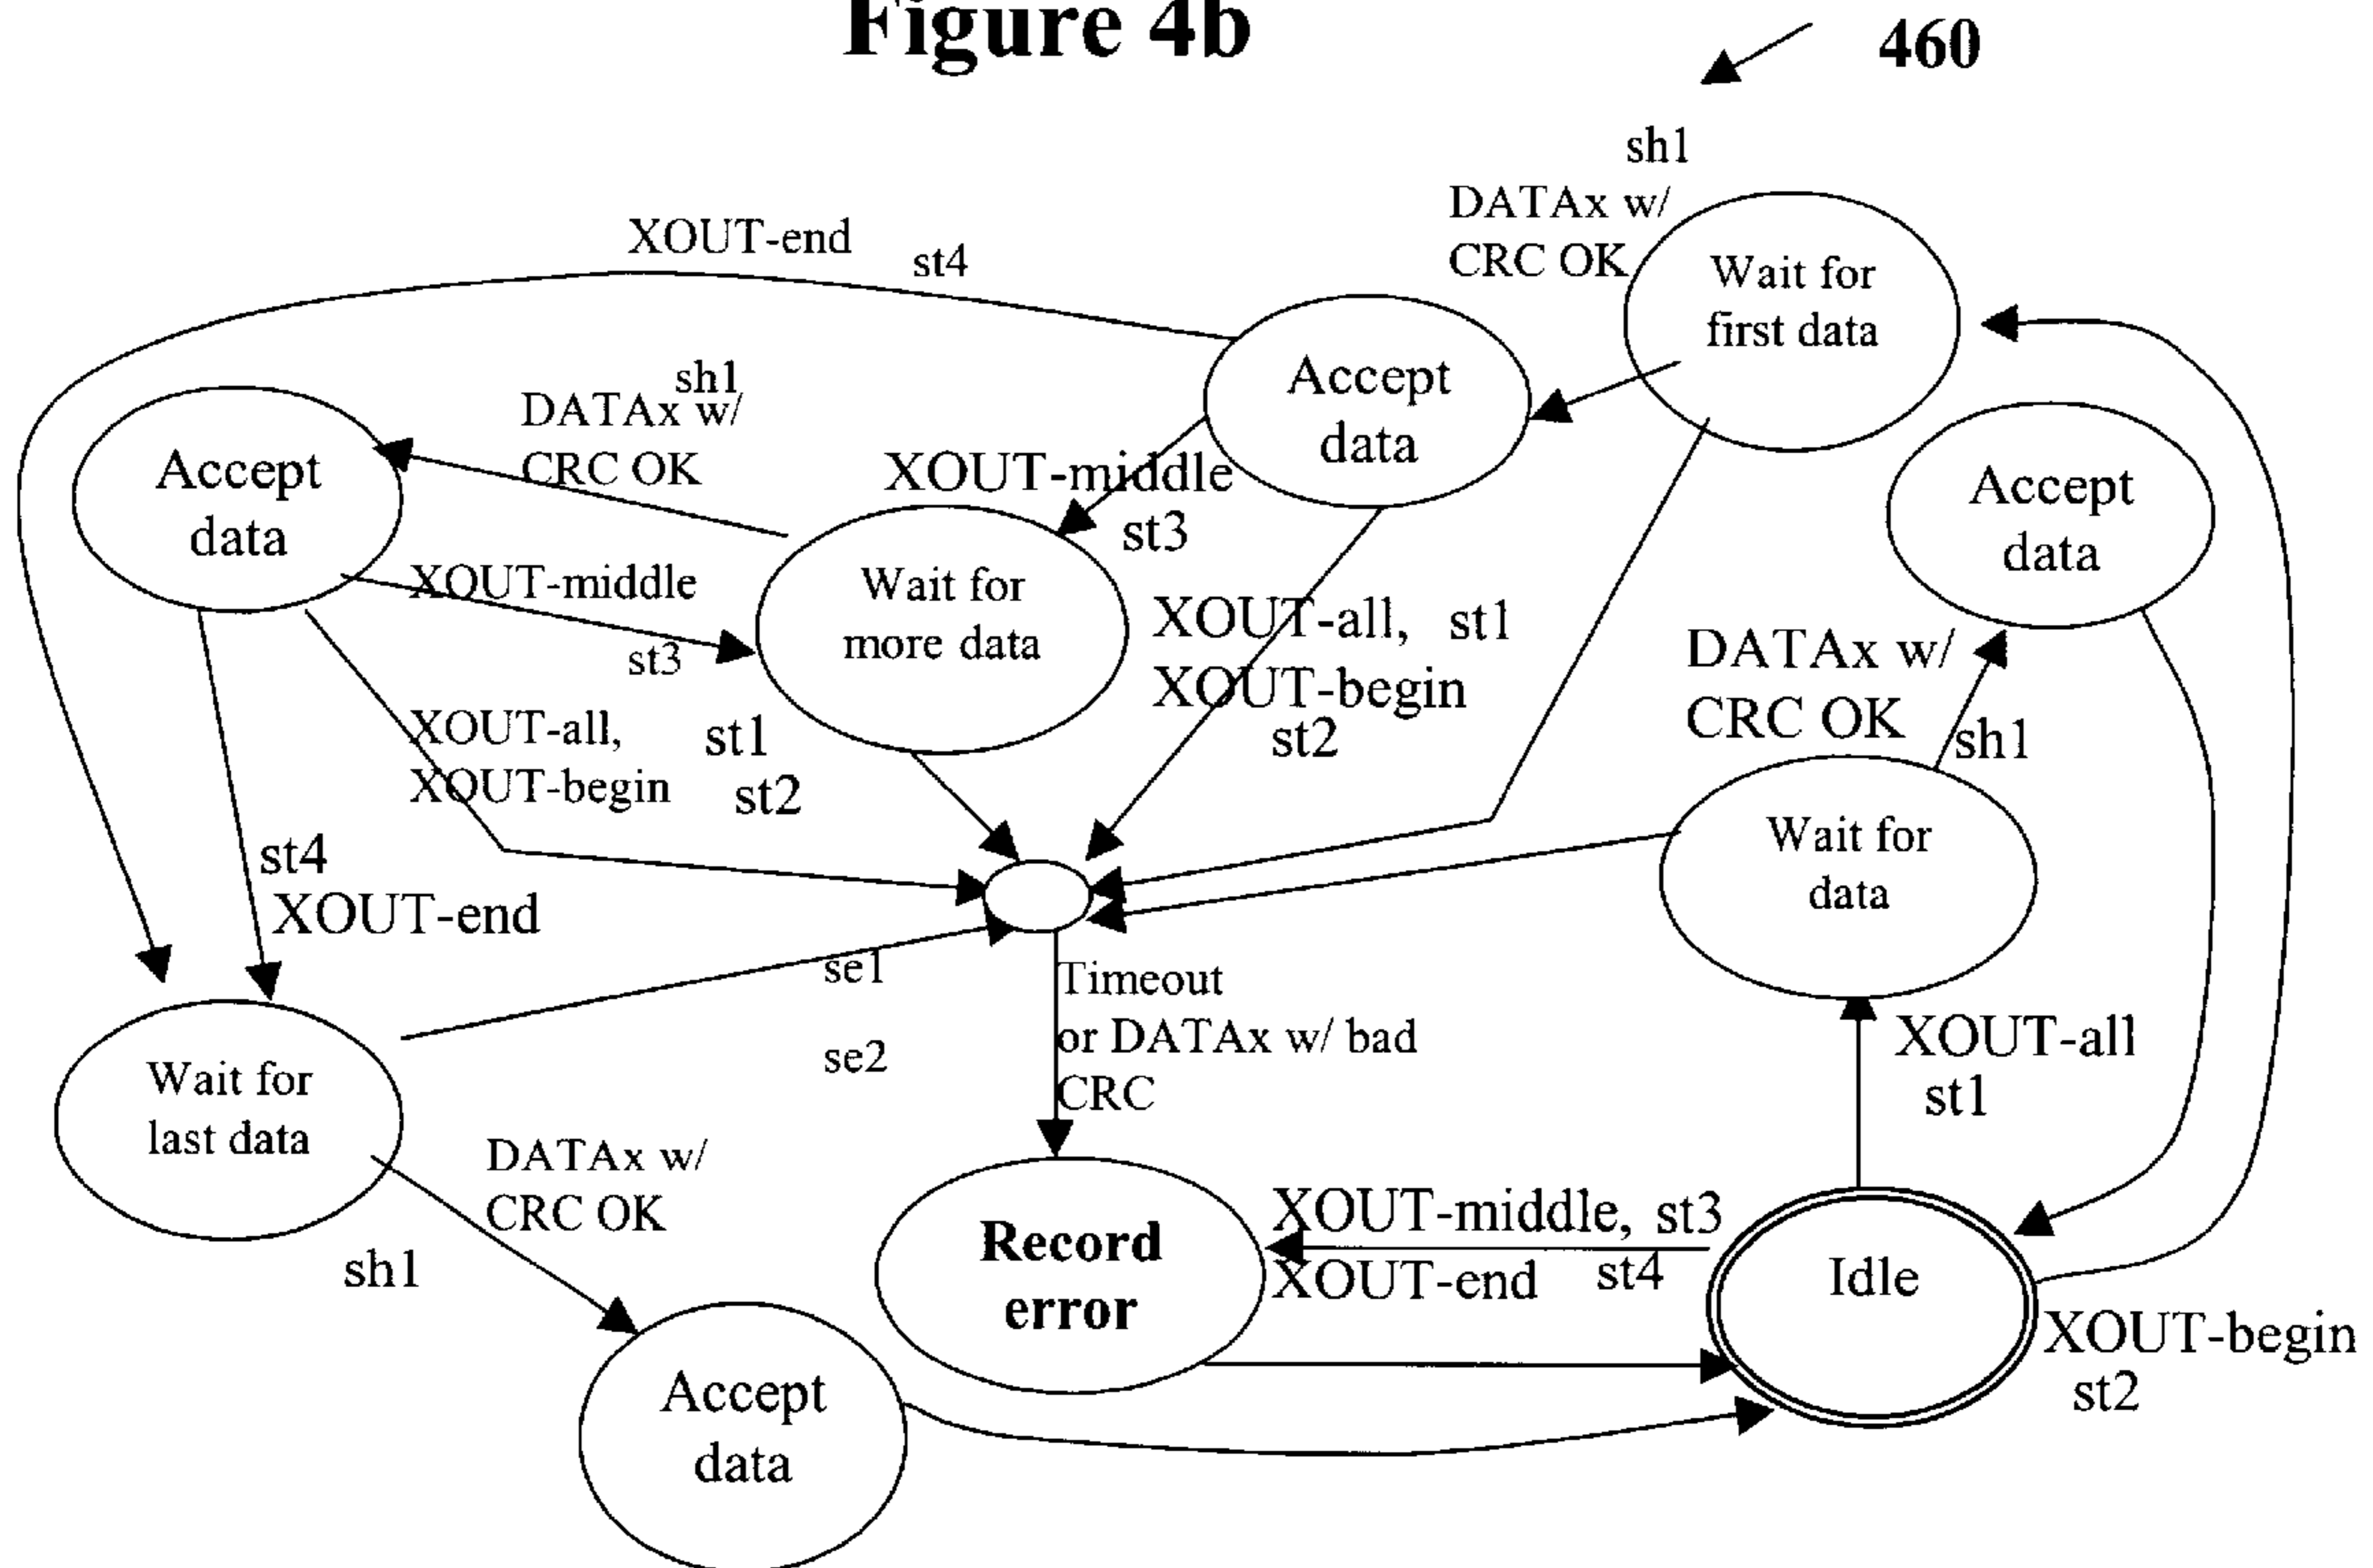 Figure 4b
460
sh1
DATAx w/
CRC OK
Wait for
first data
XOUT-end
st4
Accept
data
sh1
DATAx w/
CRC OK
Accept
data
XOUT-middle
st3
Accept
data
Wait for
more data
XOUT-middle
st3
XOUT-all, st1
XOUT-begin
st2
DATAx w/
CRC OK
sh1
XOUT-all,
XOUT-begin
st1
st2
Wait for
data
st4
XOUT-end
se1
se2
Timeout
or DATAx w/ bad
CRC
XOUT-all
st1
Wait for
last data
DATAx w/
CRC OK
sh1
Record
error
XOUT-middle, st3
XOUT-end st4
Idle
XOUT-begin
st2
Accept
data